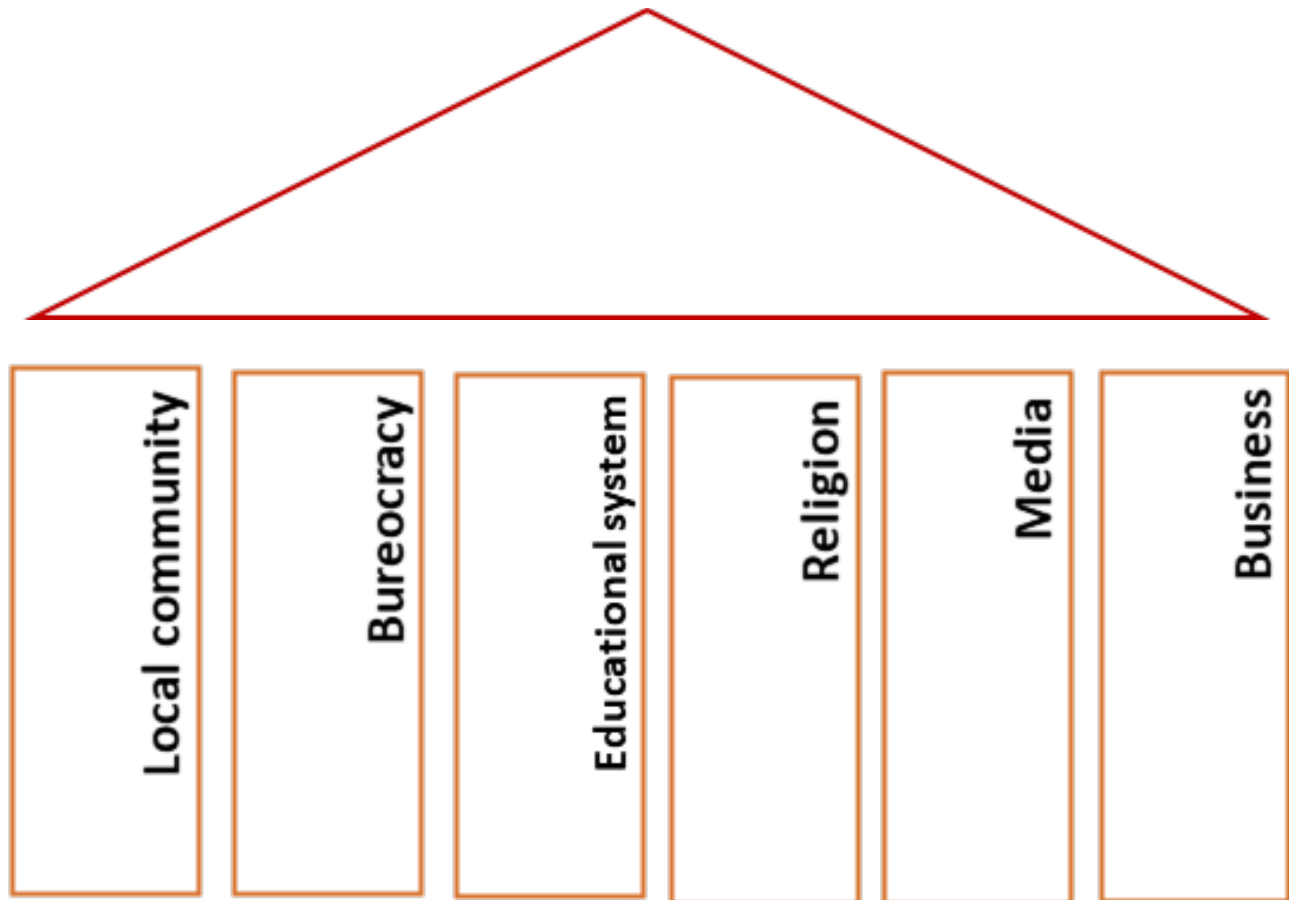 Local community
Bureocracy
Educational system
Religion
Media
Business